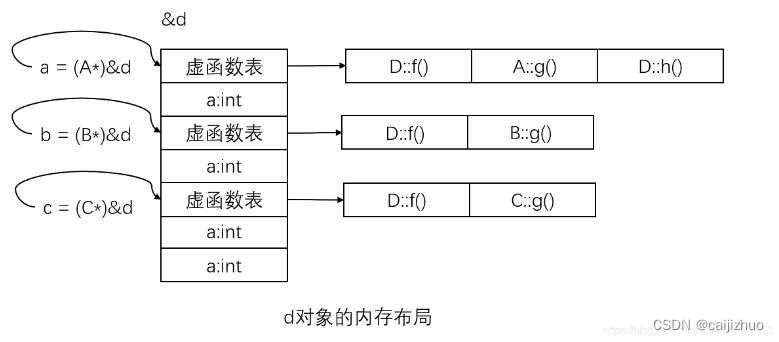 &d
a = (A*)&d 虚函数表 D::f() A::g() D::h()
a:int
b = (B*)&d 虚函数表 D::f() B::g()
a:int
c = (C*)&d 虚函数表 D::f() C::g()
a:int
a:int
d对象的内存布局
CSDN @caijizhuo